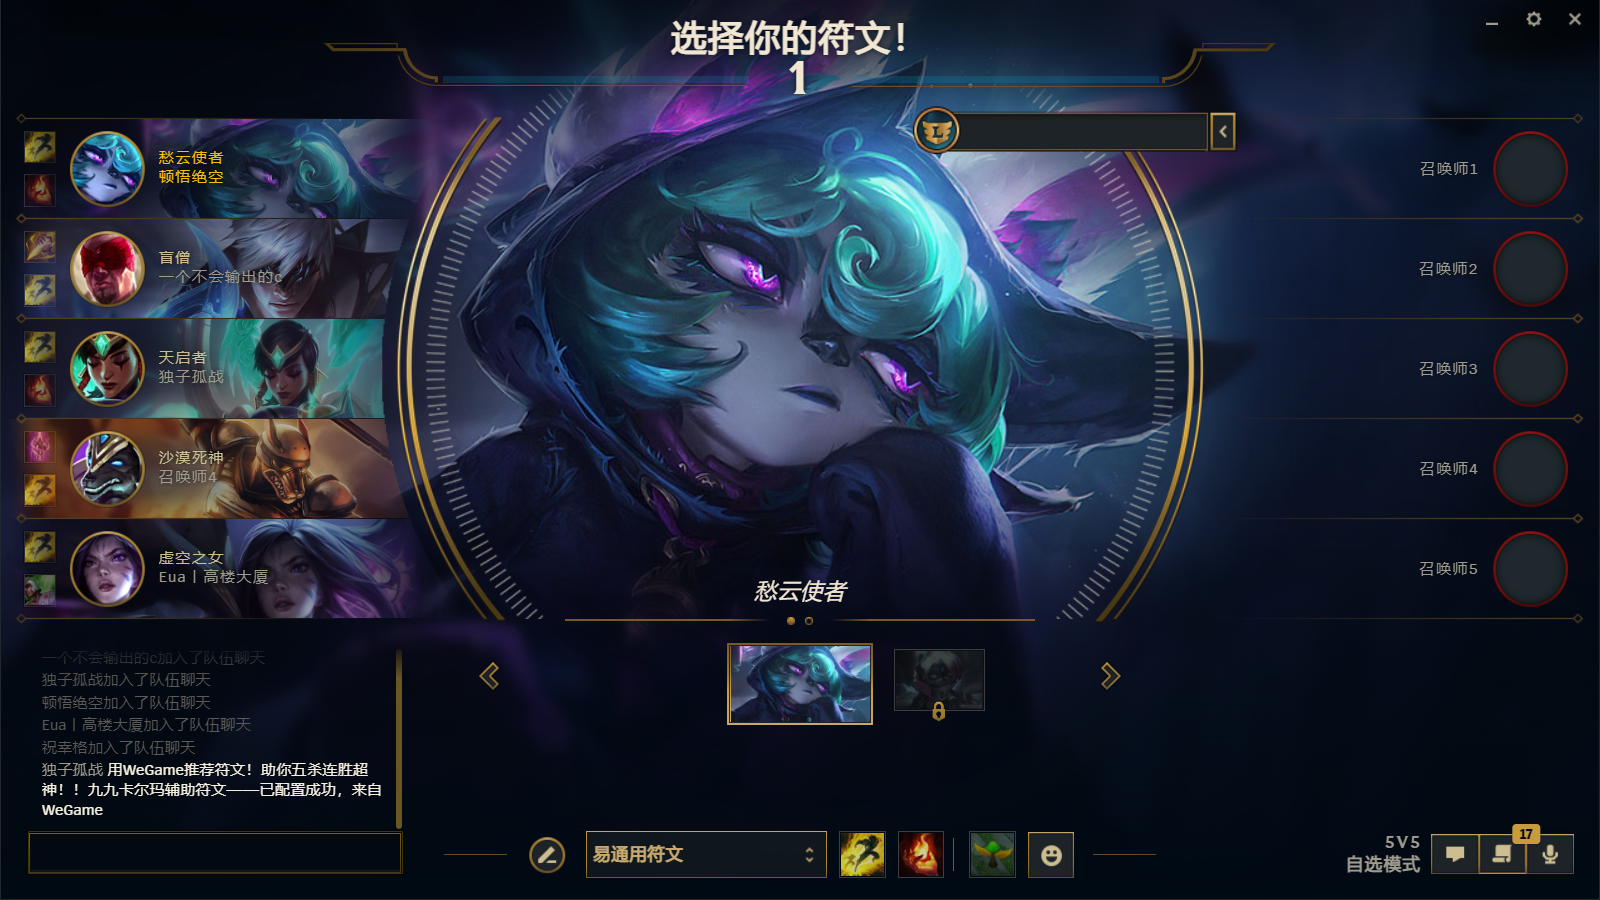 选择你的符文！
1
愁云使者
顿悟绝空
盲僧
一个不会输出的c
天启者
独子孤战
沙漠死神
召唤师4
虚空之女
Eua丨高楼大厦
召唤师1
召唤师2
召唤师3
召唤师4
召唤师5
愁云使者
一个不会输出的c加入了队伍聊天
独子孤战加入了队伍聊天
顿悟绝空加入了队伍聊天
Eua丨高楼大厦加入了队伍聊天
祝幸格加入了队伍聊天
独子孤战 用WeGame推荐符文！助你五杀连胜超
神！！九九卡尔玛辅助符文——已配置成功，来自
WeGame
易通用符文
5V5
自选模式
17